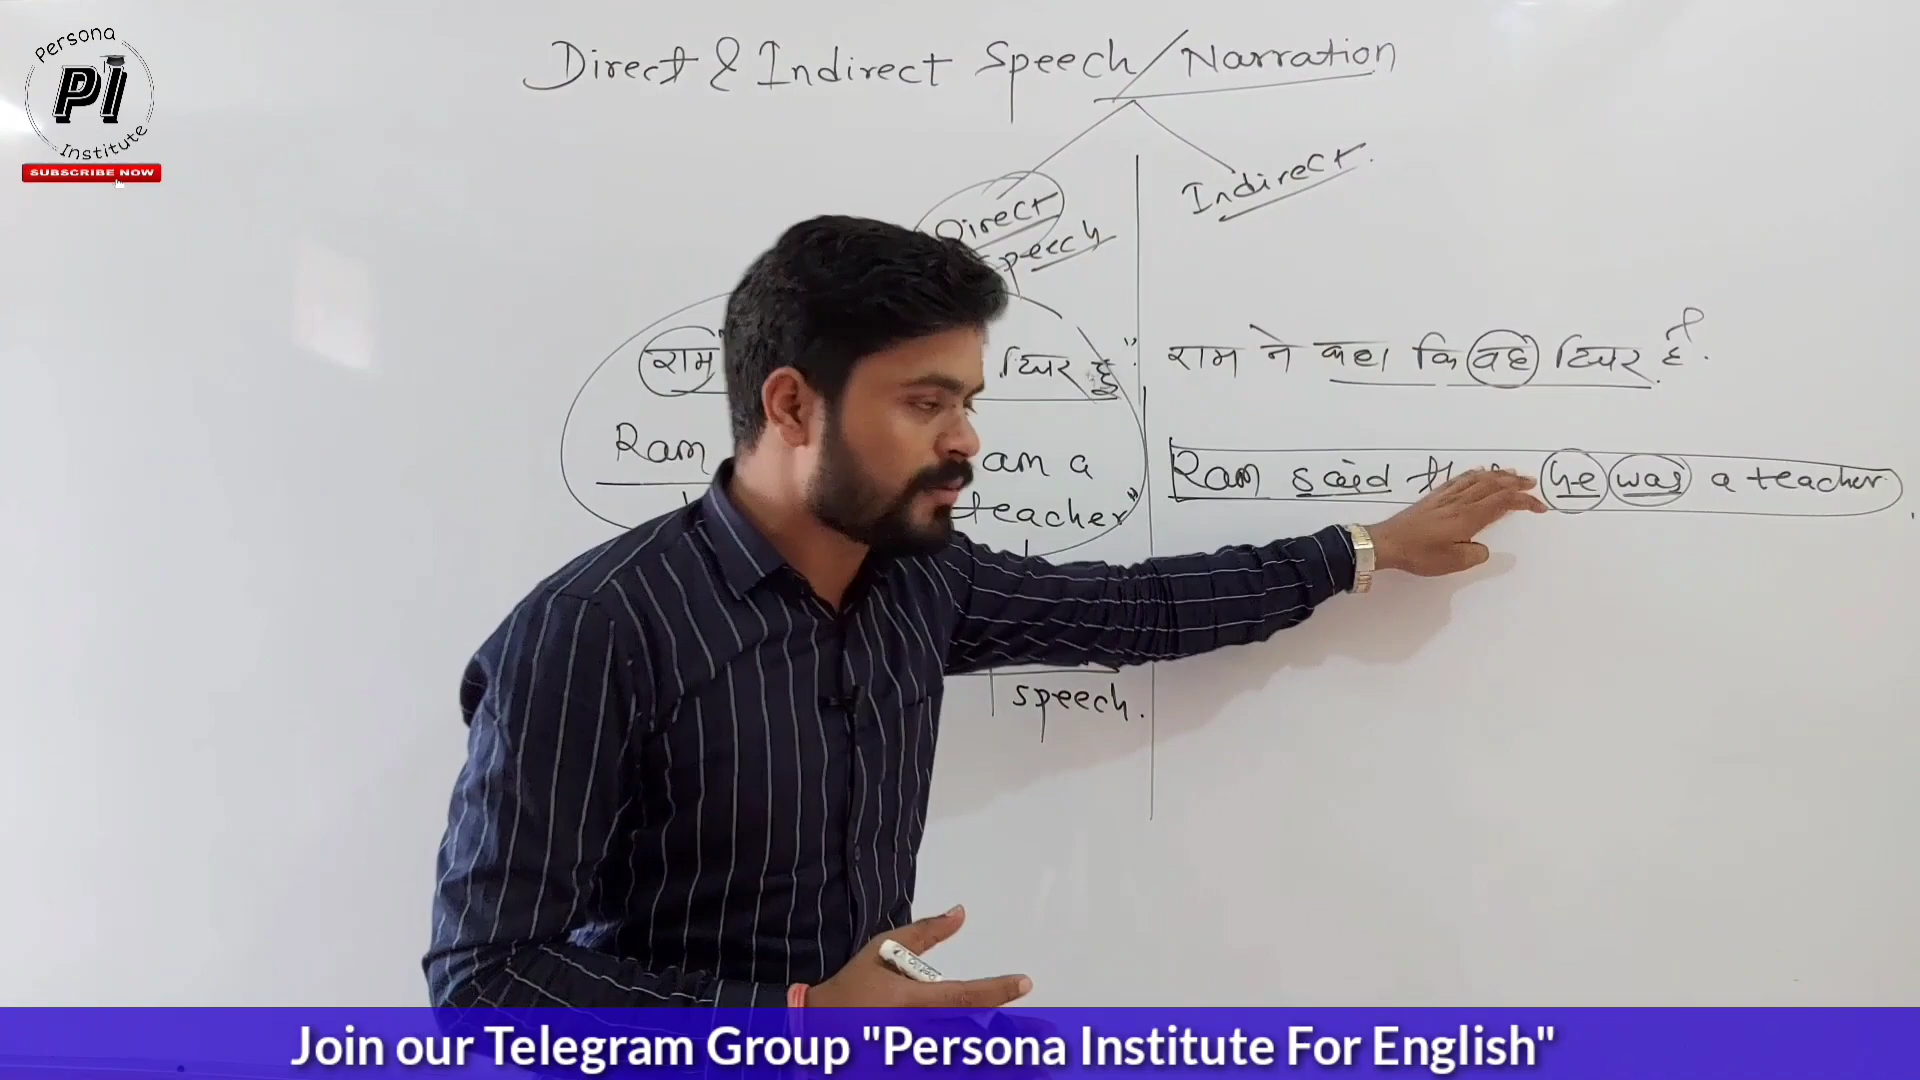 Persona
PI
Institute
SUBSCRIBE NOW
Direct & Indirect Speech / Narration
Direct
Speech
Indirect.
राम टिचर हूँ"
Ram am a
teacher"
speech.
राम ने कहा कि वह टिचर है.
Ram said he was a teacher.
Join our Telegram Group "Persona Institute For English"